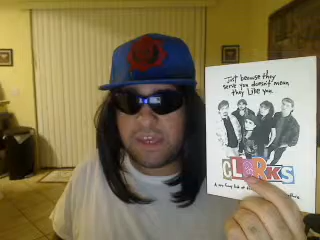 Just because they
serve you doesn't mean
they like you.
CLERKS